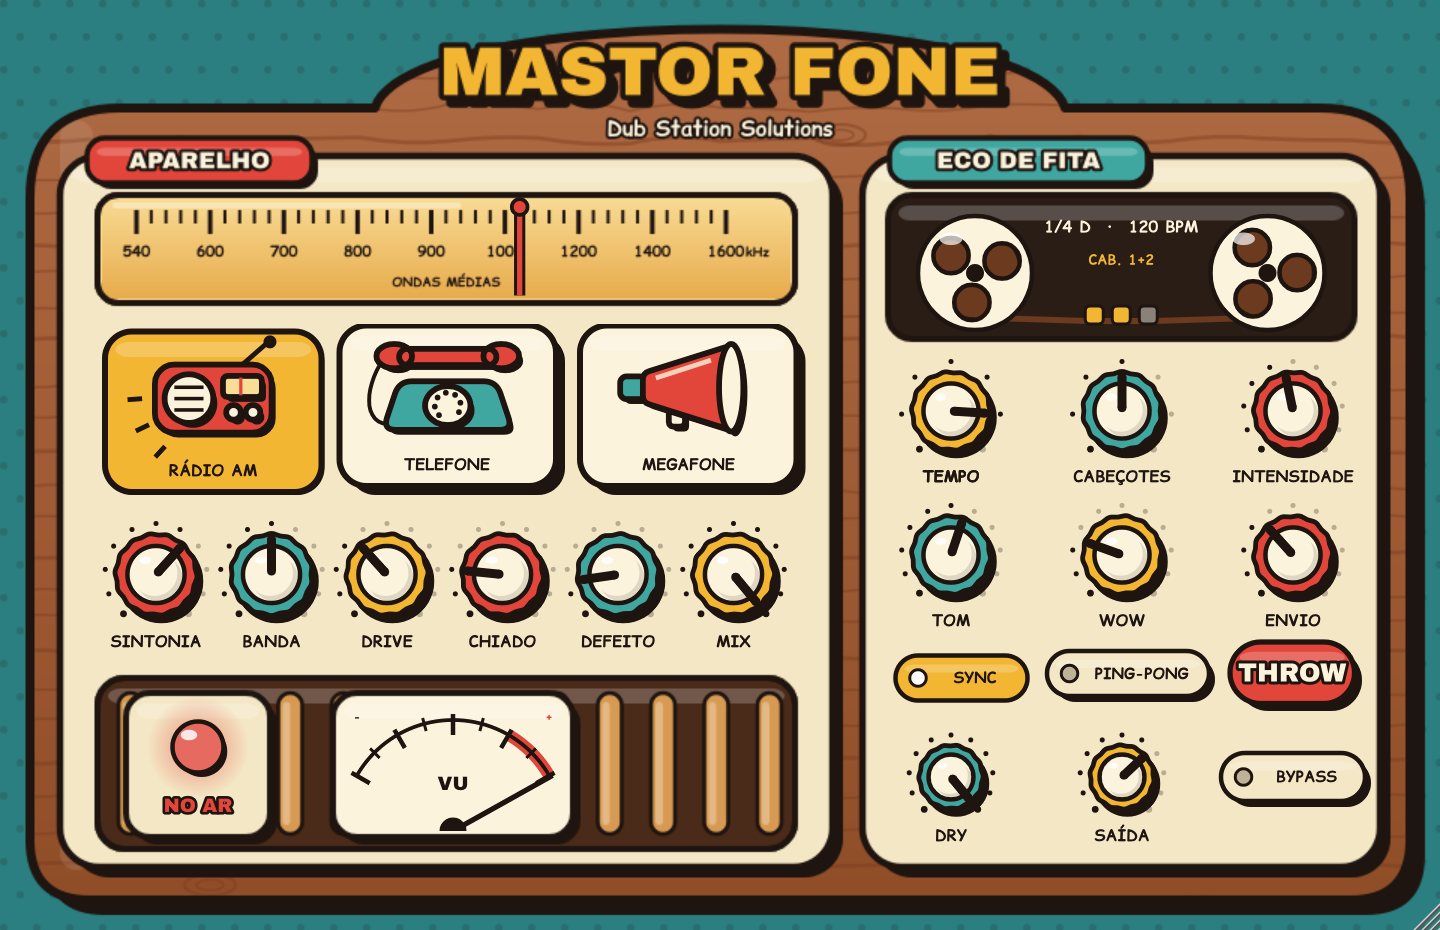 MASTOR FONE
Dub Station Solutions
APARELHO
540 600 700 800 900 100 1200 1400 1600kHz
ONDAS MÉDIAS
RÁDIO AM
TELEFONE
MEGAFONE
SINTONIA BANDA DRIVE CHIADO DEFEITO MIX
NO AR
- +
VU
ECO DE FITA
1/4 D · 120 BPM
CAB. 1+2
TEMPO CABEÇOTES INTENSIDADE
TOM WOW ENVIO
SYNC PING-PONG THROW
BYPASS
DRY SAÍDA